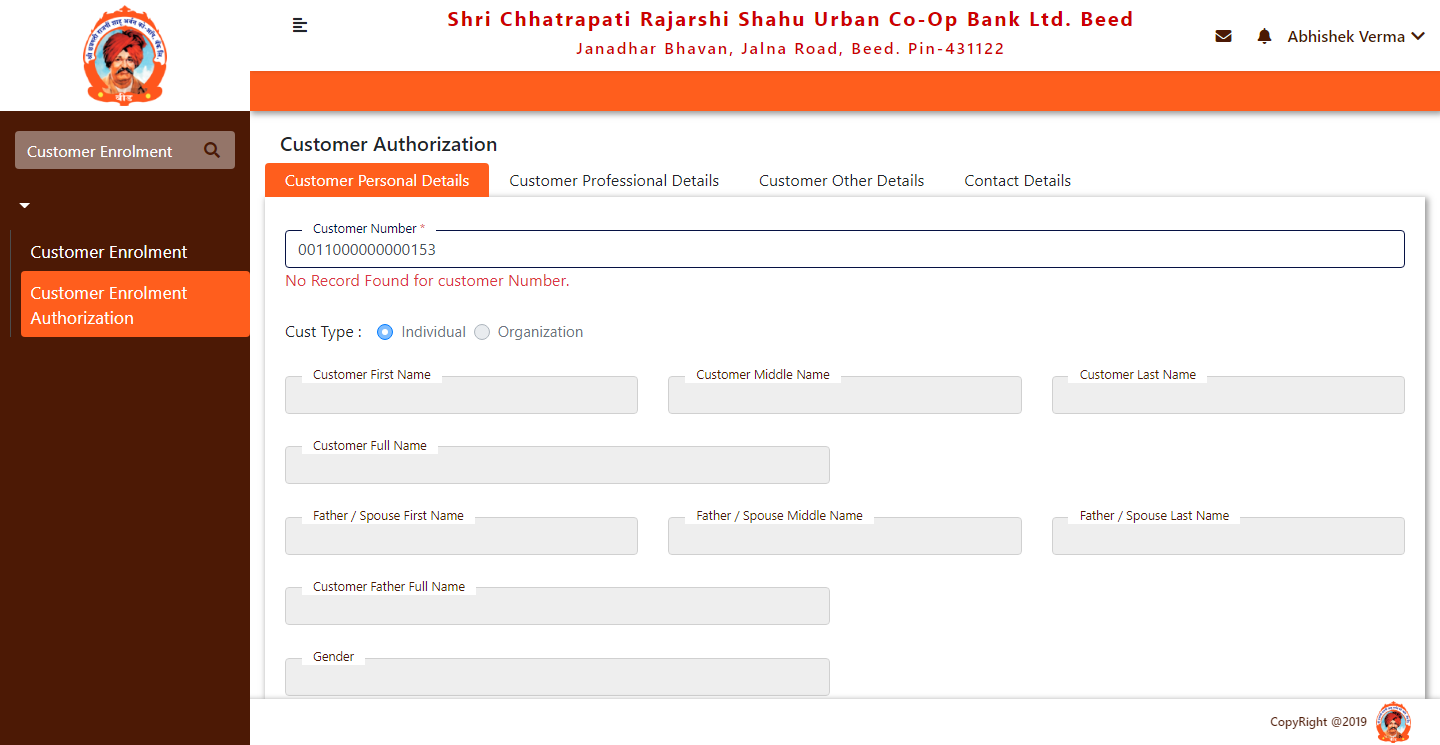 Shri Chhatrapati Rajarshi Shahu Urban Co-Op Bank Ltd. Beed
Janadhar Bhavan, Jalna Road, Beed. Pin-431122
Abhishek Verma
बीड
Customer Enrolment
Customer Enrolment
Customer Enrolment
Authorization
Customer Authorization
Customer Personal Details
Customer Professional Details
Customer Other Details
Contact Details
Customer Number *
0011000000000153
No Record Found for customer Number.
Cust Type :
Individual
Organization
Customer First Name
Customer Middle Name
Customer Last Name
Customer Full Name
Father / Spouse First Name
Father / Spouse Middle Name
Father / Spouse Last Name
Customer Father Full Name
Gender
CopyRight @2019